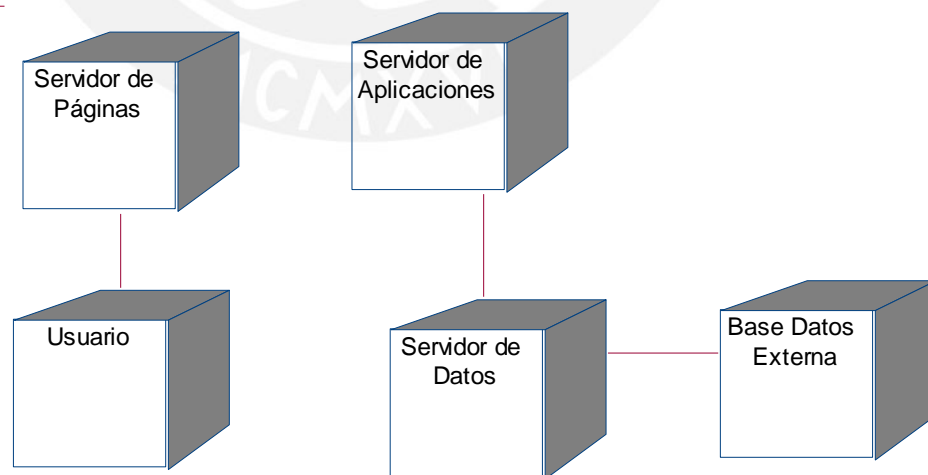 Servidor de
Páginas
Servidor de
Aplicaciones
Usuario
Servidor de
Datos
Base Datos
Externa